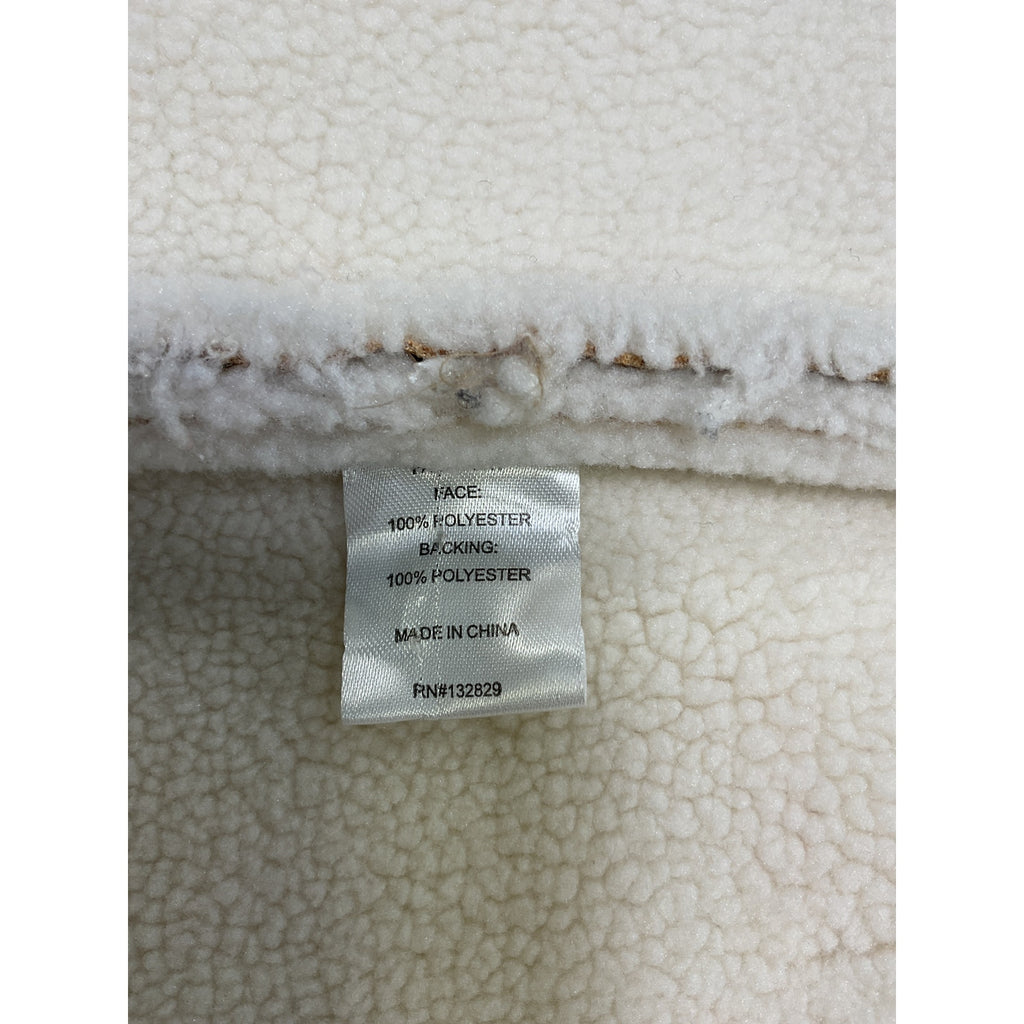 FACE:
100% POLYESTER
BACKING:
100% POLYESTER
MADE IN CHINA
RN#132829